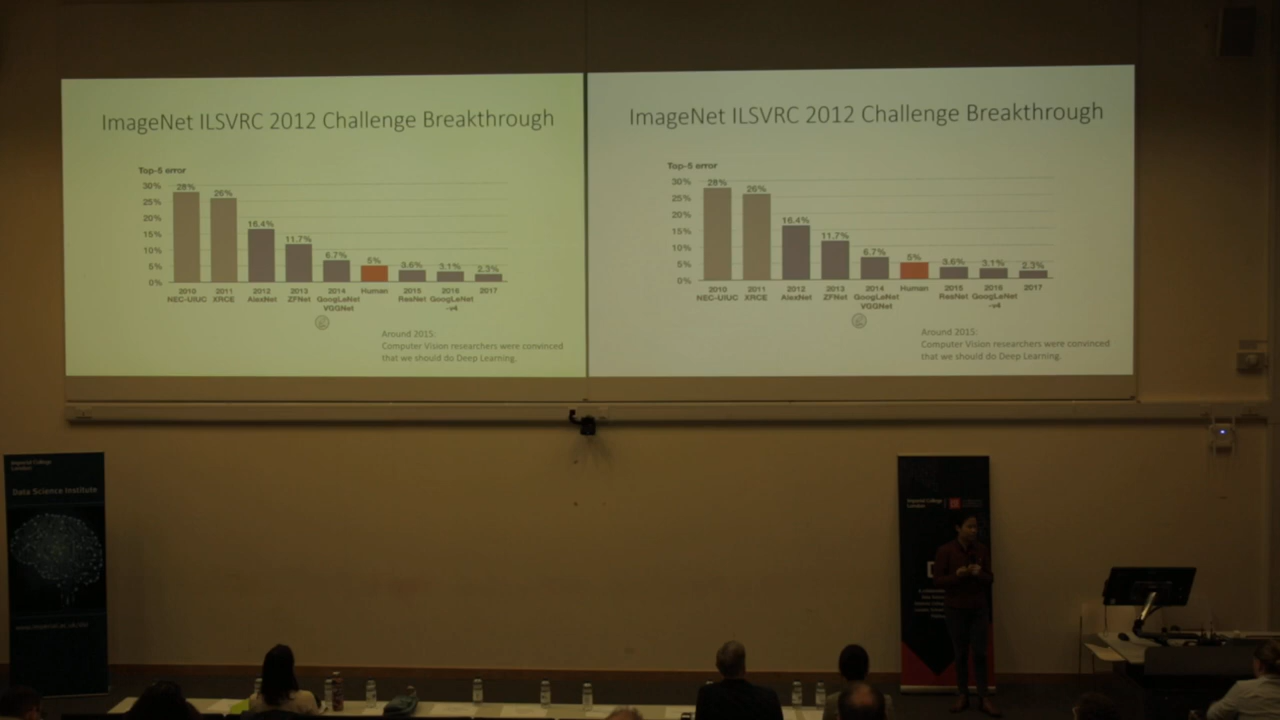 ImageNet ILSVRC 2012 Challenge Breakthrough
Top-5 error
30%
25%
20%
15%
10%
5%
0%
28%
26%
16.4%
11.7%
6.7%
5%
3.6%
3.1%
2.3%
2010 2011 2012 2013 2014 Human 2015 2016 2017
NEC-UIUC XRCE AlexNet ZFNet GoogLeNet ResNet GoogLeNet
VGGNet -v4
Around 2015:
Computer Vision researchers were convinced
that we should do Deep Learning.
ImageNet ILSVRC 2012 Challenge Breakthrough
Top-5 error
30%
25%
20%
15%
10%
5%
0%
28%
26%
16.4%
11.7%
6.7%
5%
3.6%
3.1%
2.3%
2010 2011 2012 2013 2014 Human 2015 2016 2017
NEC-UIUC XRCE AlexNet ZFNet GoogLeNet ResNet GoogLeNet
VGGNet -v4
Around 2015:
Computer Vision researchers were convinced
that we should do Deep Learning.
Imperial College
London
Data Science Institute
Imperial College
London